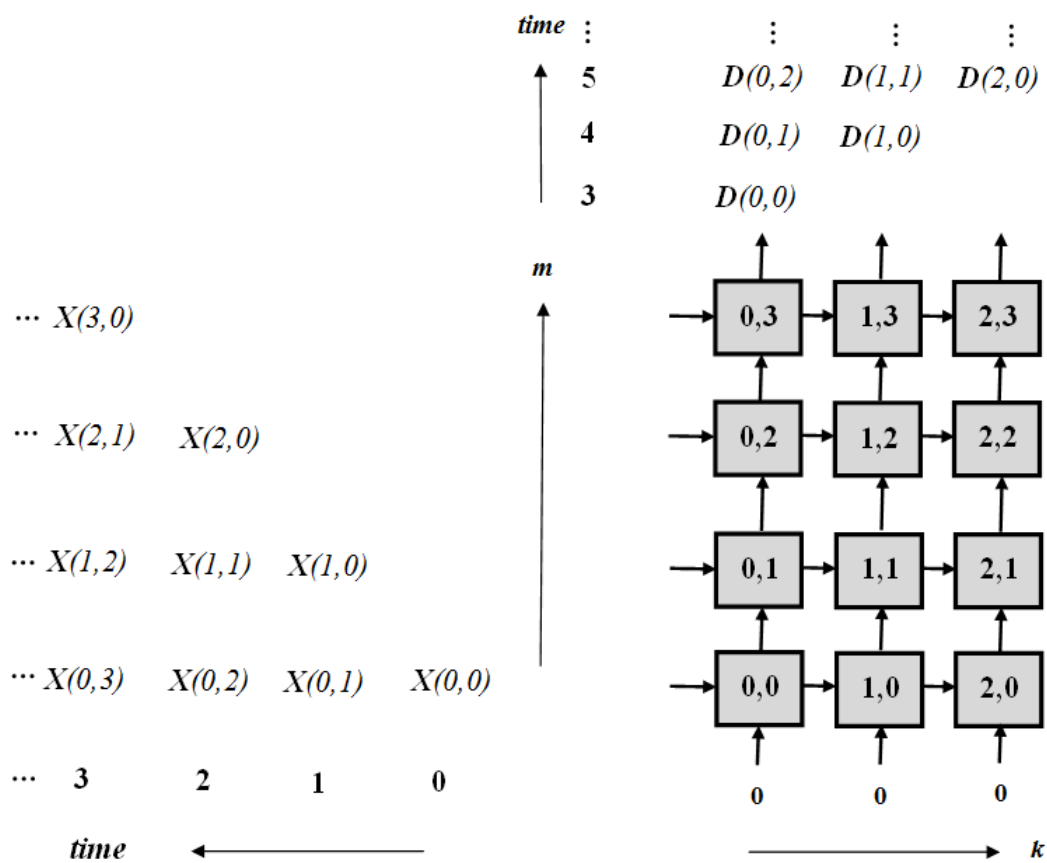 time ⋮ ⋮ ⋮ ⋮
5 D(0,2) D(1,1) D(2,0)
4 D(0,1) D(1,0)
3 D(0,0)
m
... X(3,0) 0,3 1,3 2,3
... X(2,1) X(2,0) 0,2 1,2 2,2
... X(1,2) X(1,1) X(1,0) 0,1 1,1 2,1
... X(0,3) X(0,2) X(0,1) X(0,0) 0,0 1,0 2,0
... 3 2 1 0 0 0 0
time k